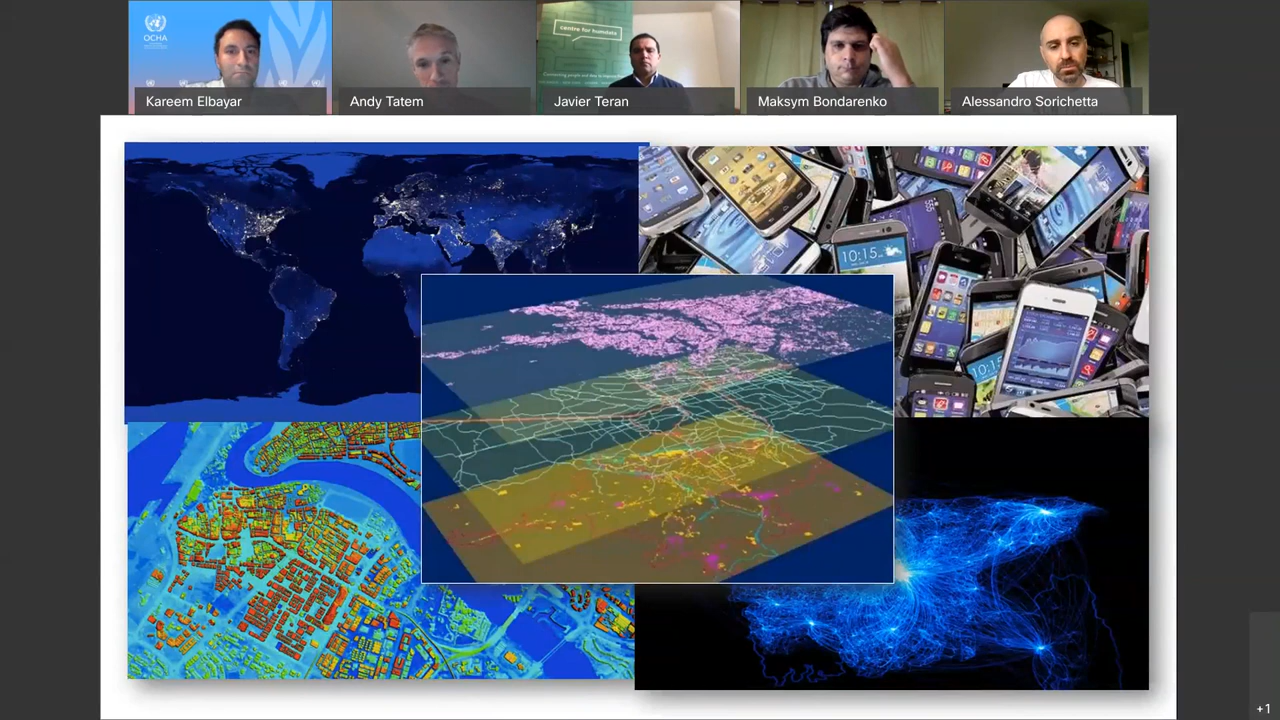 OCHA
centre for humdata
Kareem Elbayar
Andy Tatem
Javier Teran
Maksym Bondarenko
Alessandro Sorichetta
10:15
+1